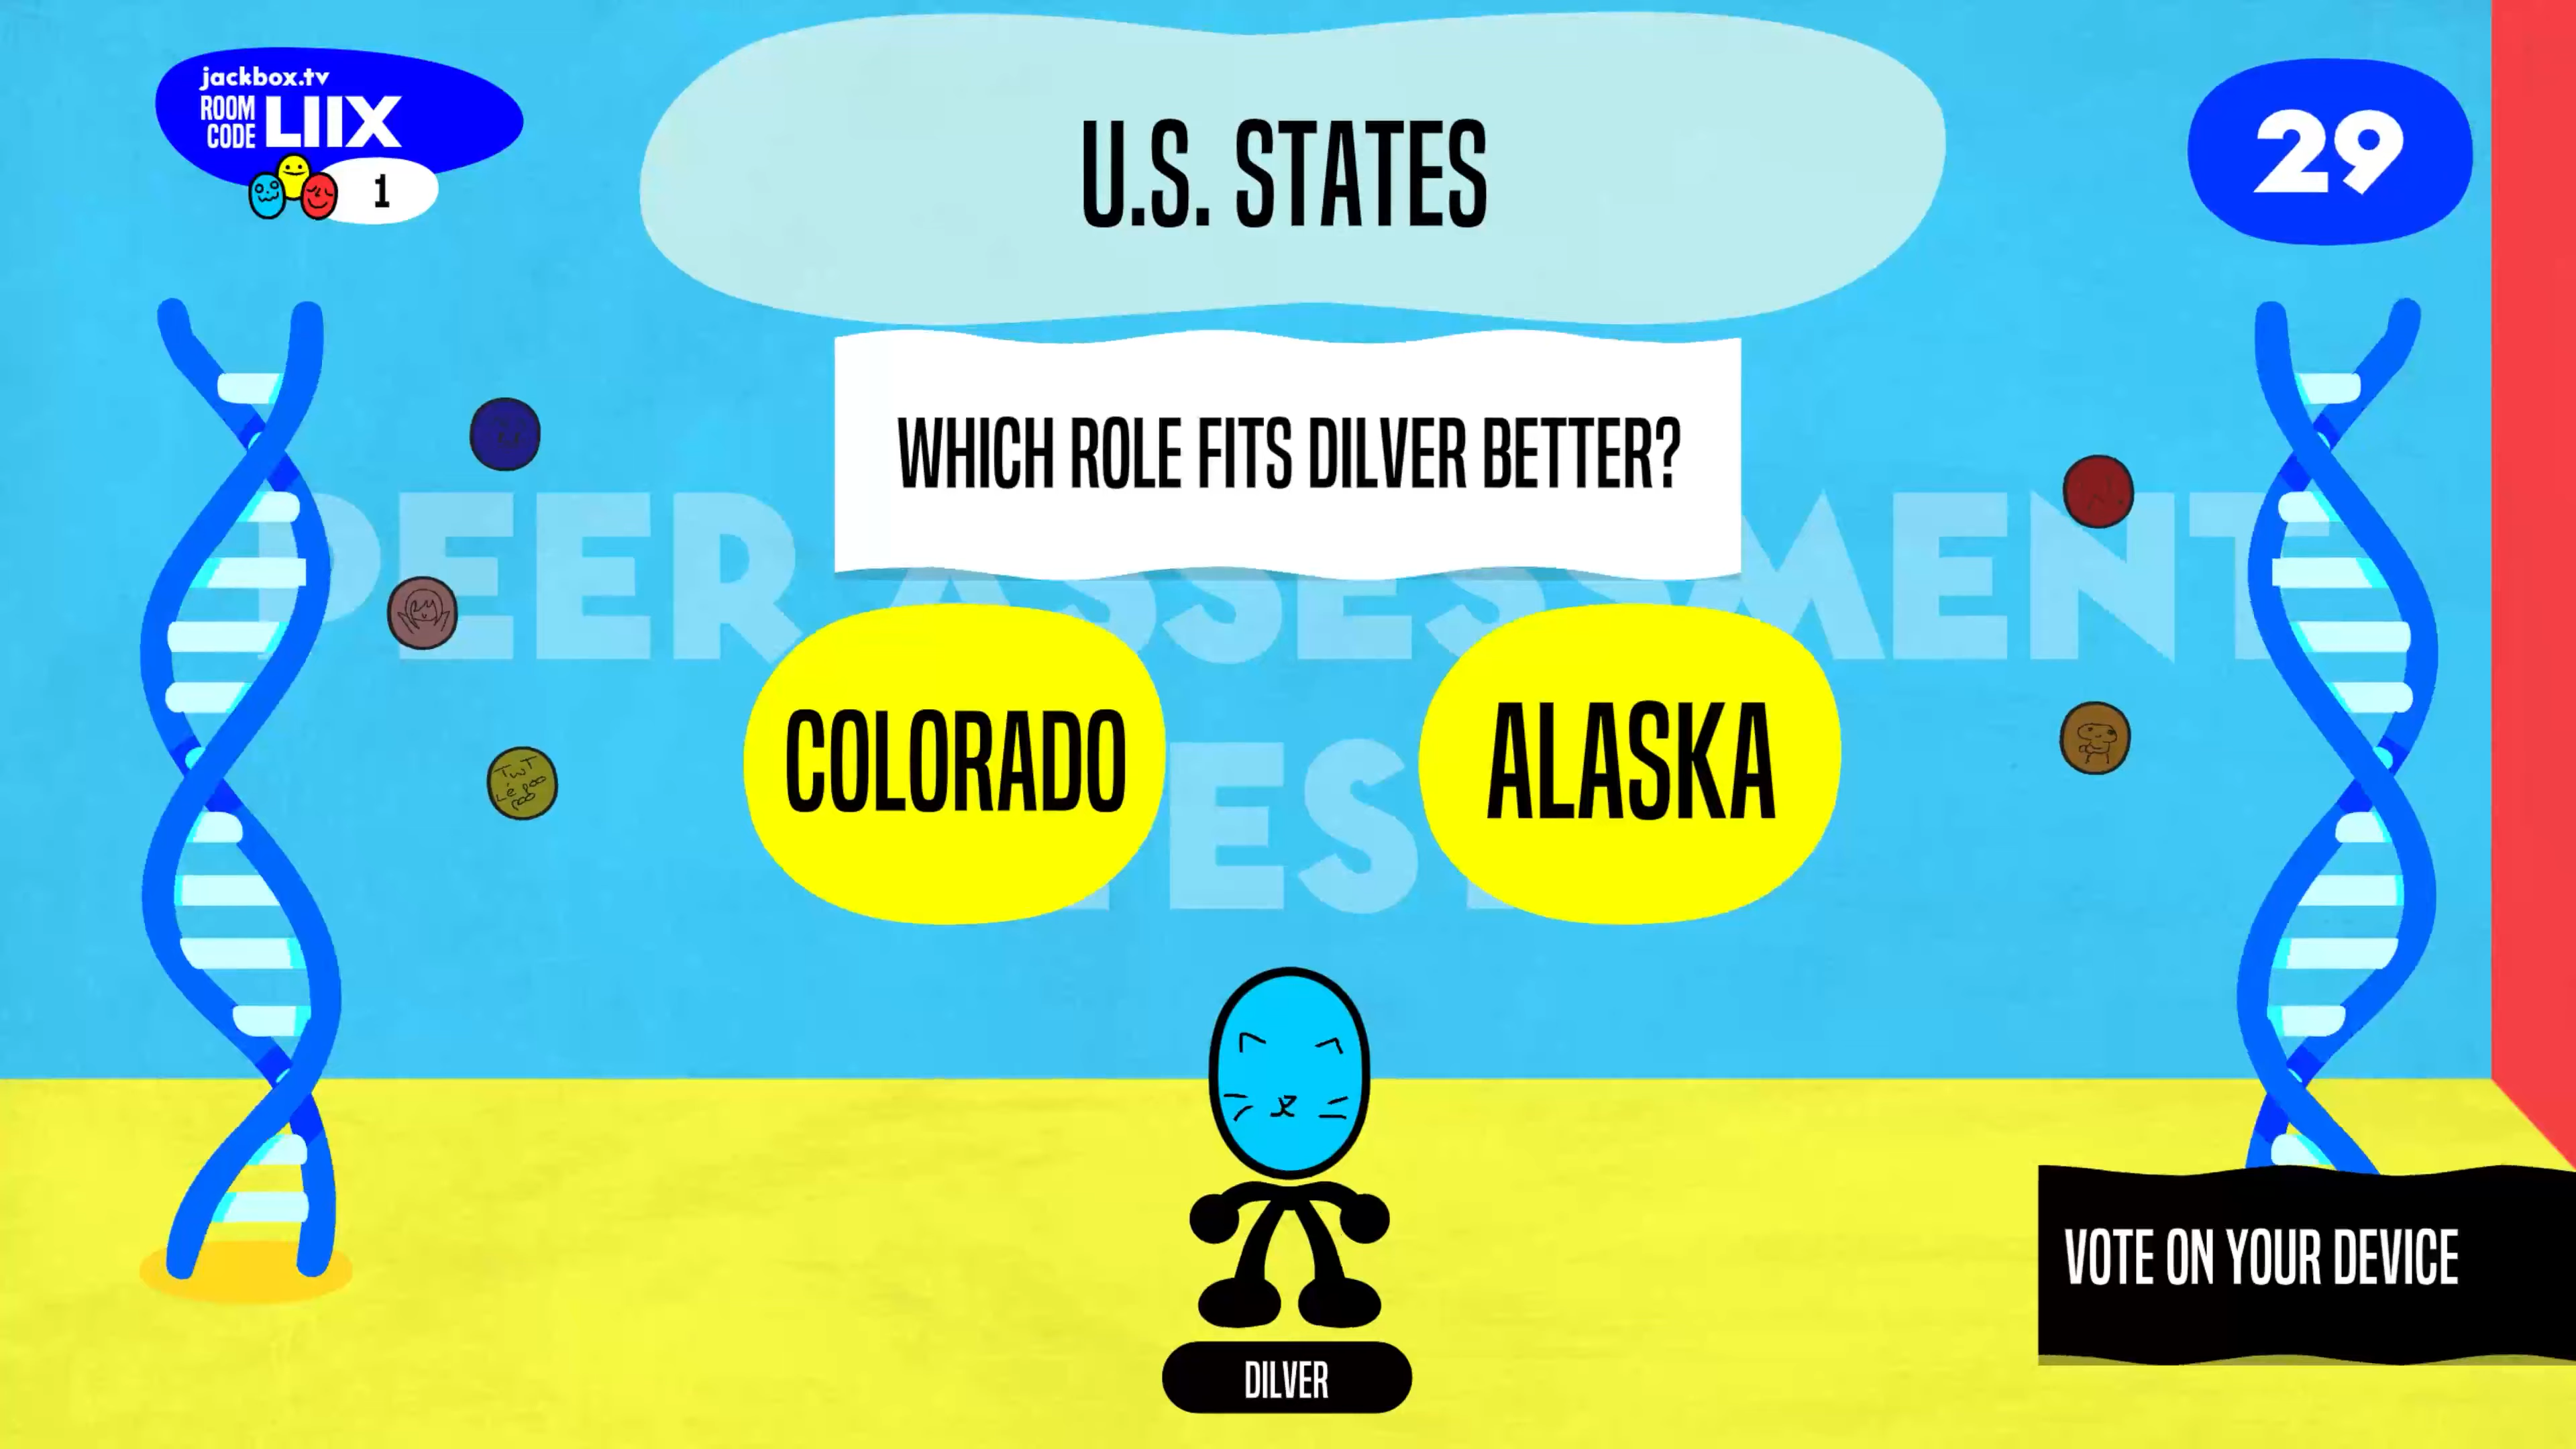 jackbox.tv
ROOM CODE LIIX
1
U.S. STATES
29
WHICH ROLE FITS DILVER BETTER?
PEER ASSESSMENT
COLORADO
ALASKA
TwT
DILVER
VOTE ON YOUR DEVICE